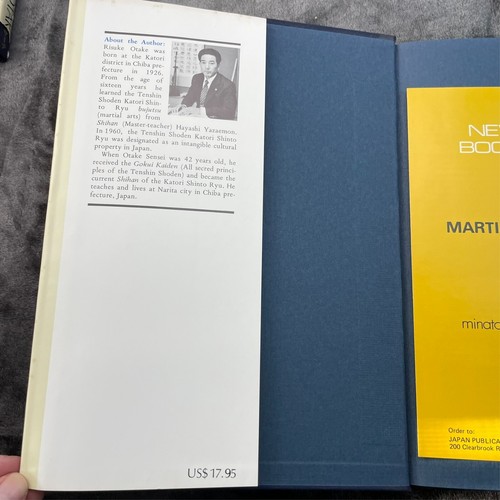 About the Author:
Risuke Otake was
born at the Katori
district in Chiba pre-
fecture in 1926.
From the age of
sixteen years he
learned the Tenshin
Shoden Katori Shin-
to Ryu bujutsu
(martial arts) from
Shihan (Master-teacher) Hayashi Yazaemon.
In 1960, the Tenshin Shoden Katori Shinto
Ryu was designated as an intangible cultural
property in Japan.
When Otake Sensei was 42 years old, he
received the Gokui Kaiden (All secret princi-
ples of the Tenshin Shoden) and became the
current Shihan of the Katori Shinto Ryu. He
teaches and lives at Narita city in Chiba pre-
fecture, Japan.
US$ 17.95
NE
BOO
MARTI
minato
Order to:
JAPAN PUBLICA
200 Clearbrook R